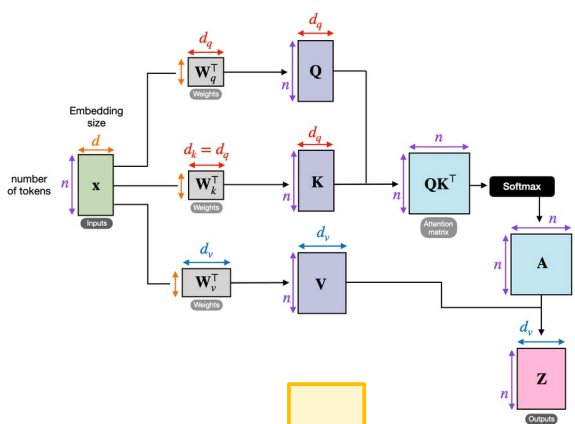 d_q
W_q^⊤
Weights
d_q
n
Q
Embedding
size
d
number
of tokens
n
x
Inputs
d_k = d_q
W_k^⊤
Weights
d_q
n
K
n
n
QK^⊤
Attention
matrix
Softmax
d_v
W_v^⊤
Weights
d_v
n
V
n
n
A
d_v
n
Z
Outputs